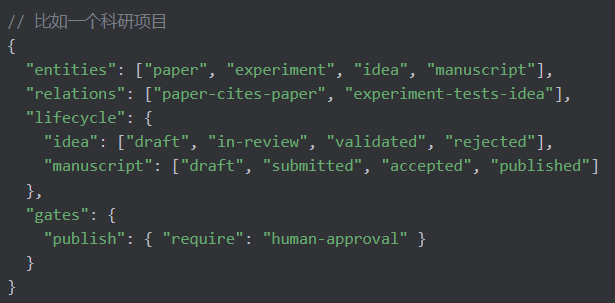 // 比如一个科研项目
{
  "entities": ["paper", "experiment", "idea", "manuscript"],
  "relations": ["paper-cites-paper", "experiment-tests-idea"],
  "lifecycle": {
    "idea": ["draft", "in-review", "validated", "rejected"],
    "manuscript": ["draft", "submitted", "accepted", "published"]
  },
  "gates": {
    "publish": { "require": "human-approval" }
  }
}